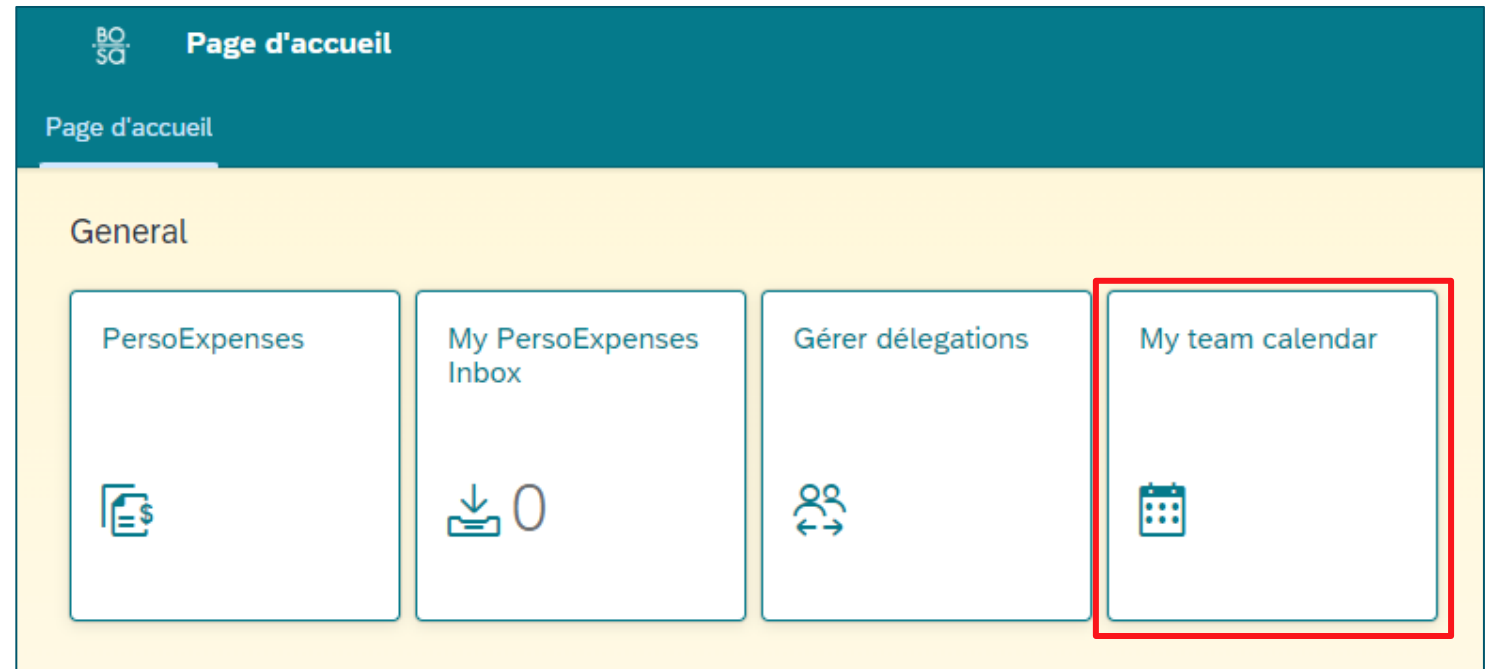 BO
SA
Page d'accueil
Page d'accueil
General
PersoExpenses
My PersoExpenses
Inbox
0
Gérer délegations
My team calendar